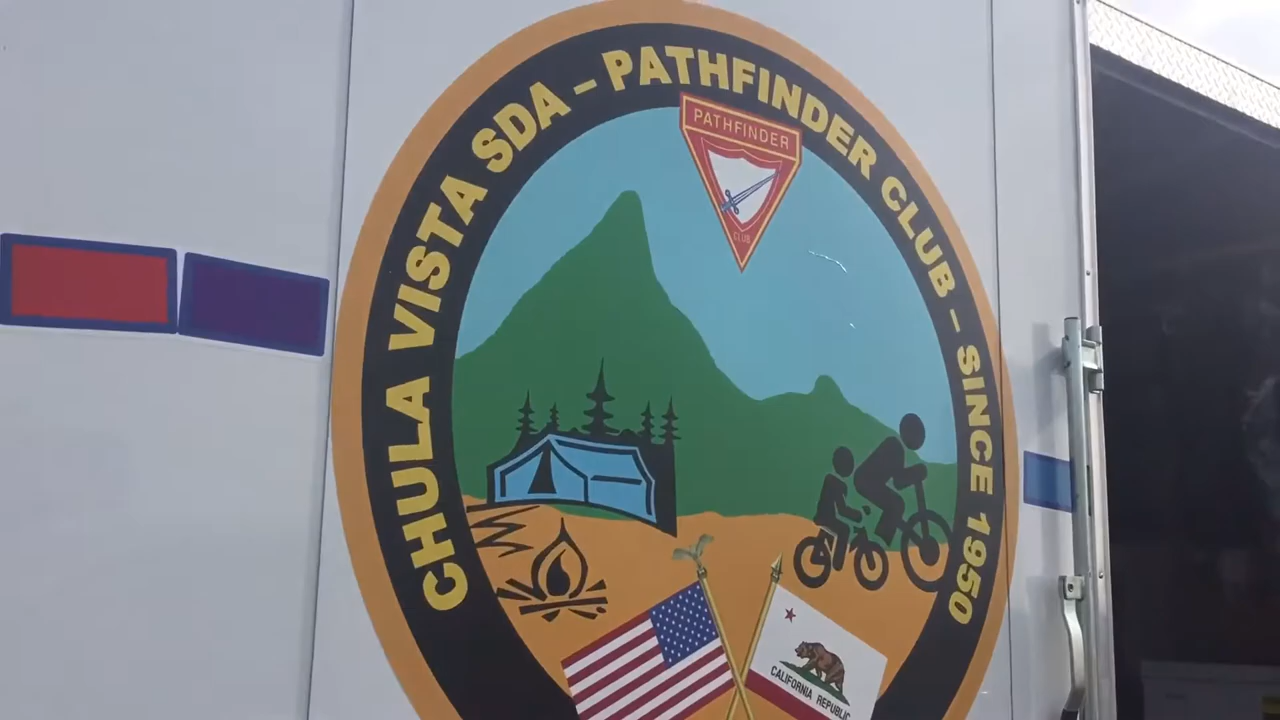 CHULA VISTA SDA - PATHFINDER CLUB - SINCE 1950
PATHFINDER
CLUB
CALIFORNIA REPUBLIC